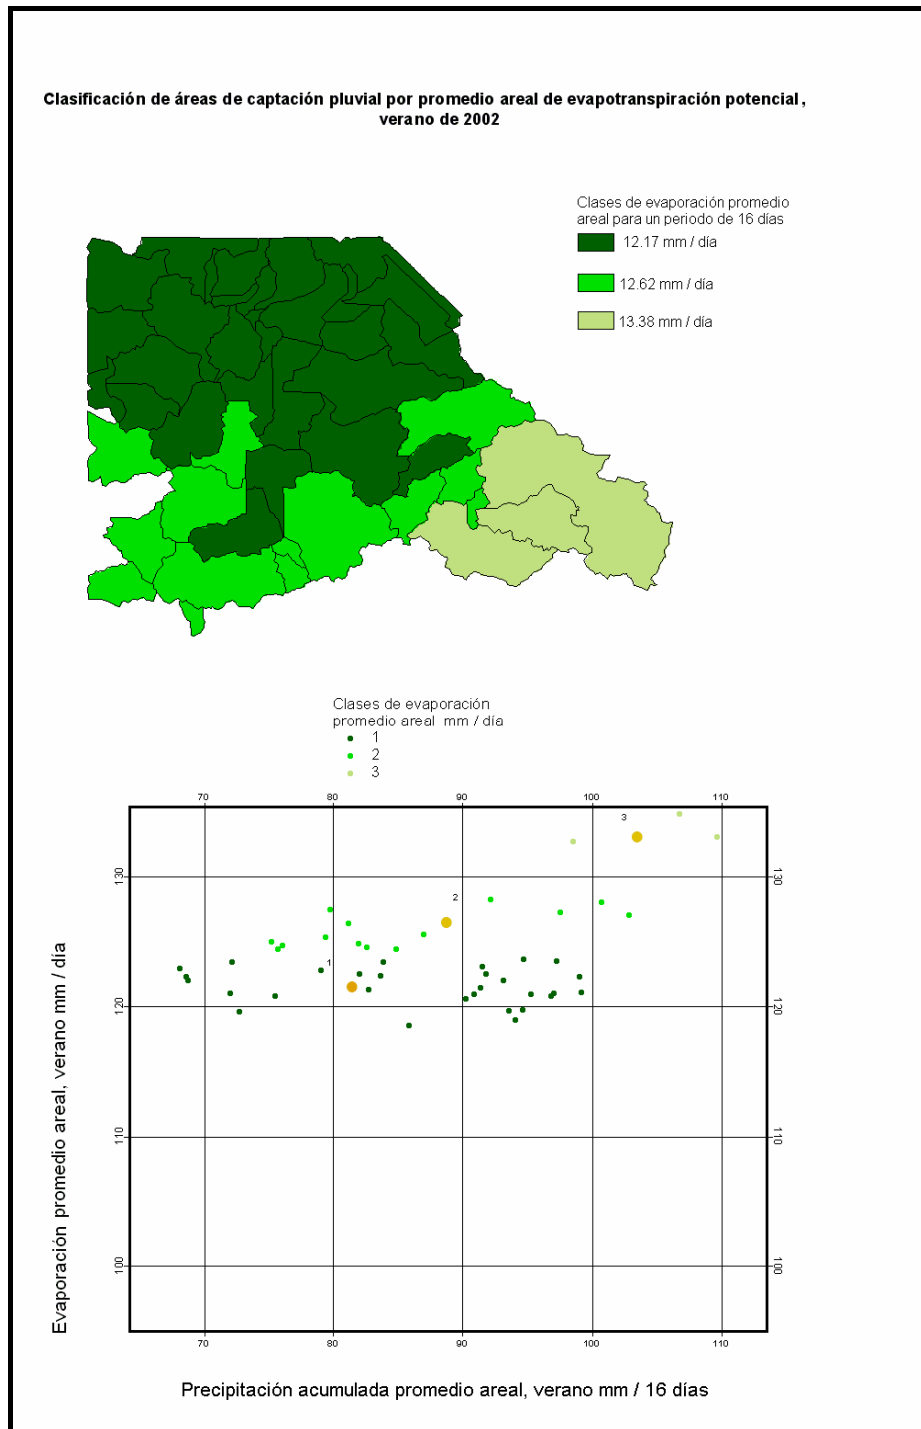 Clasificación de áreas de captación pluvial por promedio areal de evapotranspiración potencial,
verano de 2002
Clases de evaporación promedio
areal para un periodo de 16 días
12.17 mm / día
12.62 mm / día
13.38 mm / día
Clases de evaporación
promedio areal mm / día
1
2
3
70 80 90 100 110
3
130 130
2
1
120 120
110 110
100 100
70 80 90 100 110
Evaporación promedio areal, verano mm / día
Precipitación acumulada promedio areal, verano mm / 16 días